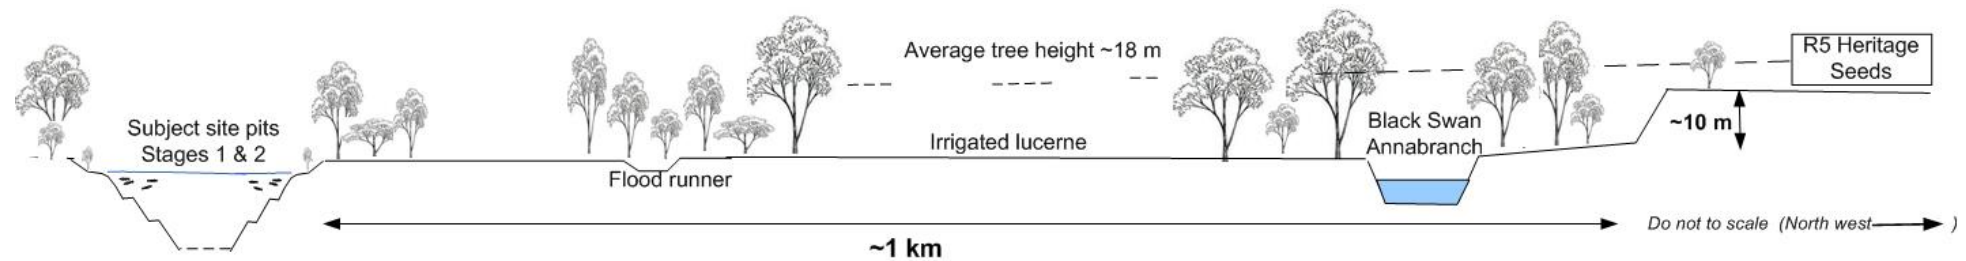 Average tree height ~18 m
R5 Heritage
Seeds
Subject site pits
Stages 1 & 2
Black Swan
Annabranch
~10 m
Irrigated lucerne
Flood runner
Do not to scale (North west )
~1 km